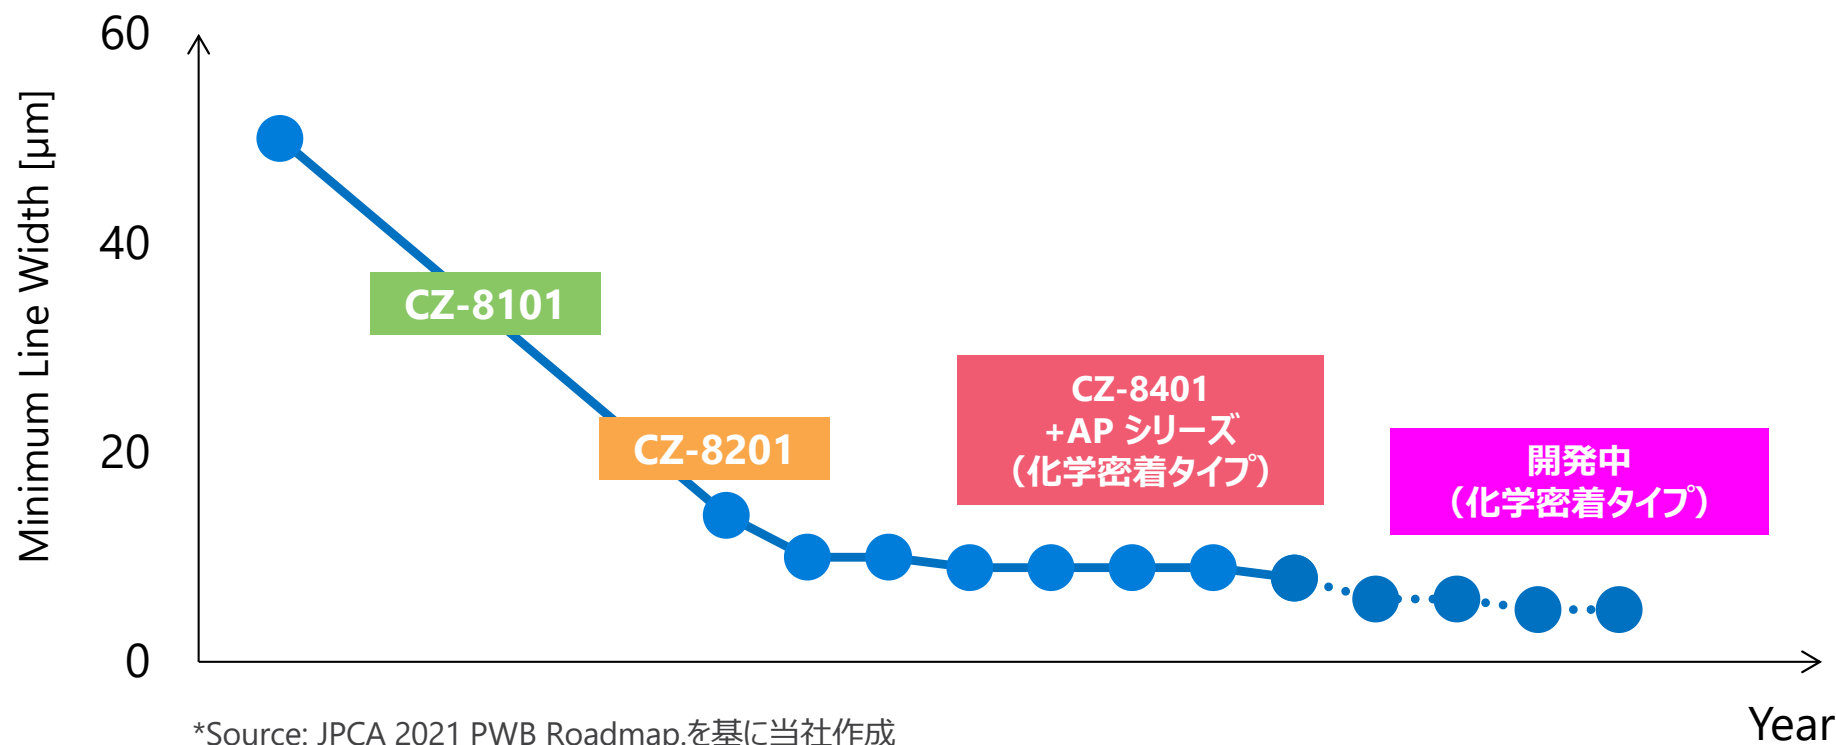 60
40
20
0
Minimum Line Width [μm]
CZ-8101
CZ-8201
CZ-8401
+AP シリーズ
（化学密着タイプ）
開発中
（化学密着タイプ）
Year
*Source: JPCA 2021 PWB Roadmap.を基に当社作成